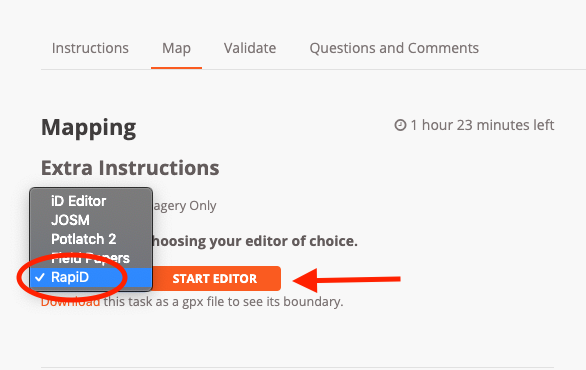 Instructions Map Validate Questions and Comments
Mapping 1 hour 23 minutes left
Extra Instructions
iD Editor
agery Only
JOSM
Potlatch 2
hoosing your editor of choice.
Field Papers
✓ RapiD START EDITOR
Download this task as a gpx file to see its boundary.